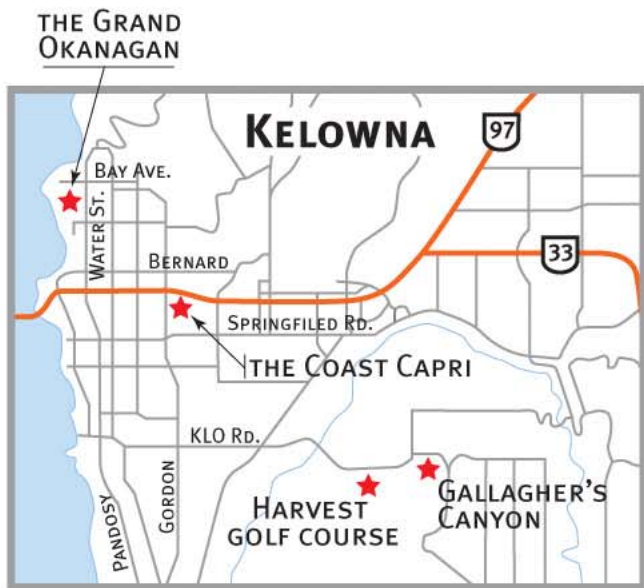 THE GRAND
OKANAGAN
KELOWNA
97
BAY AVE.
WATER ST.
BERNARD
33
SPRINGFILED RD.
THE COAST CAPRI
KLO RD.
PANDOSY
GORDON
HARVEST
GOLF COURSE
GALLAGHER'S
CANYON